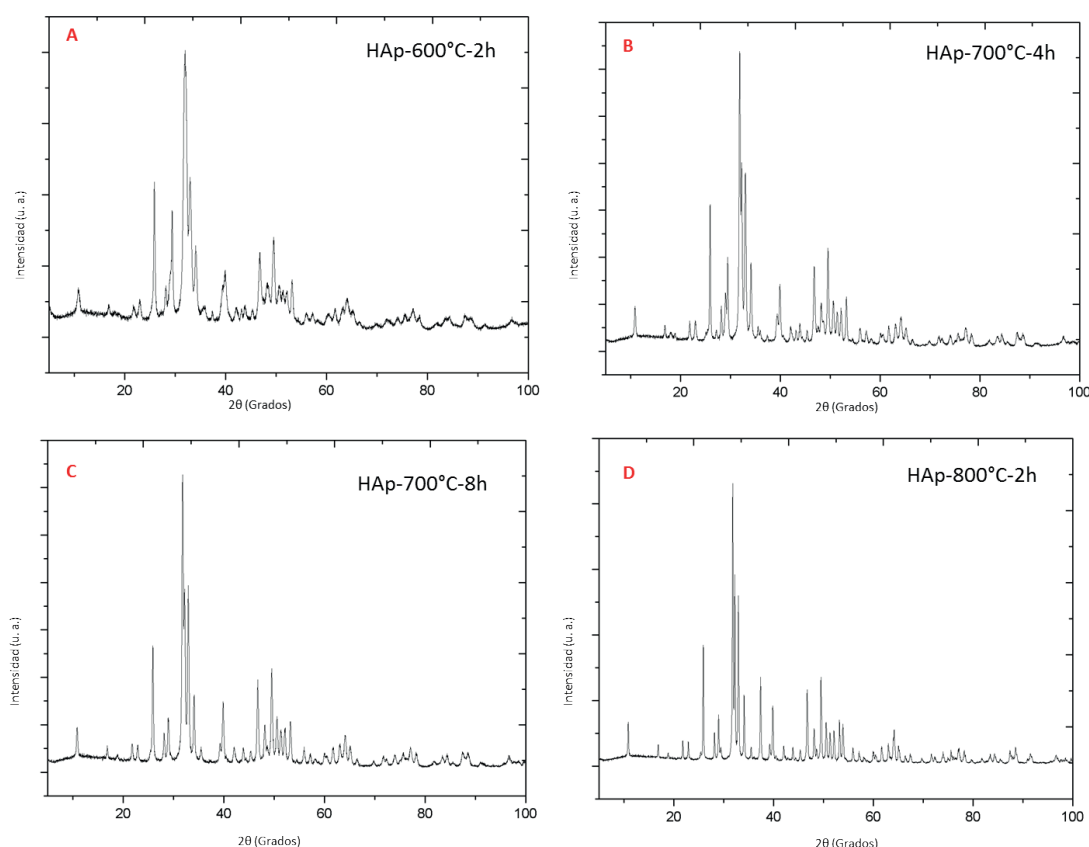 A
HAp-600°C-2h
Intensidad (u. a.)
20 40 60 80 100
2θ (Grados)
B
HAp-700°C-4h
Intensidad (u. a.)
20 40 60 80 100
2θ (Grados)
C
HAp-700°C-8h
Intensidad (u. a.)
20 40 60 80 100
2θ (Grados)
D
HAp-800°C-2h
Intensidad (u. a.)
20 40 60 80 100
2θ (Grados)